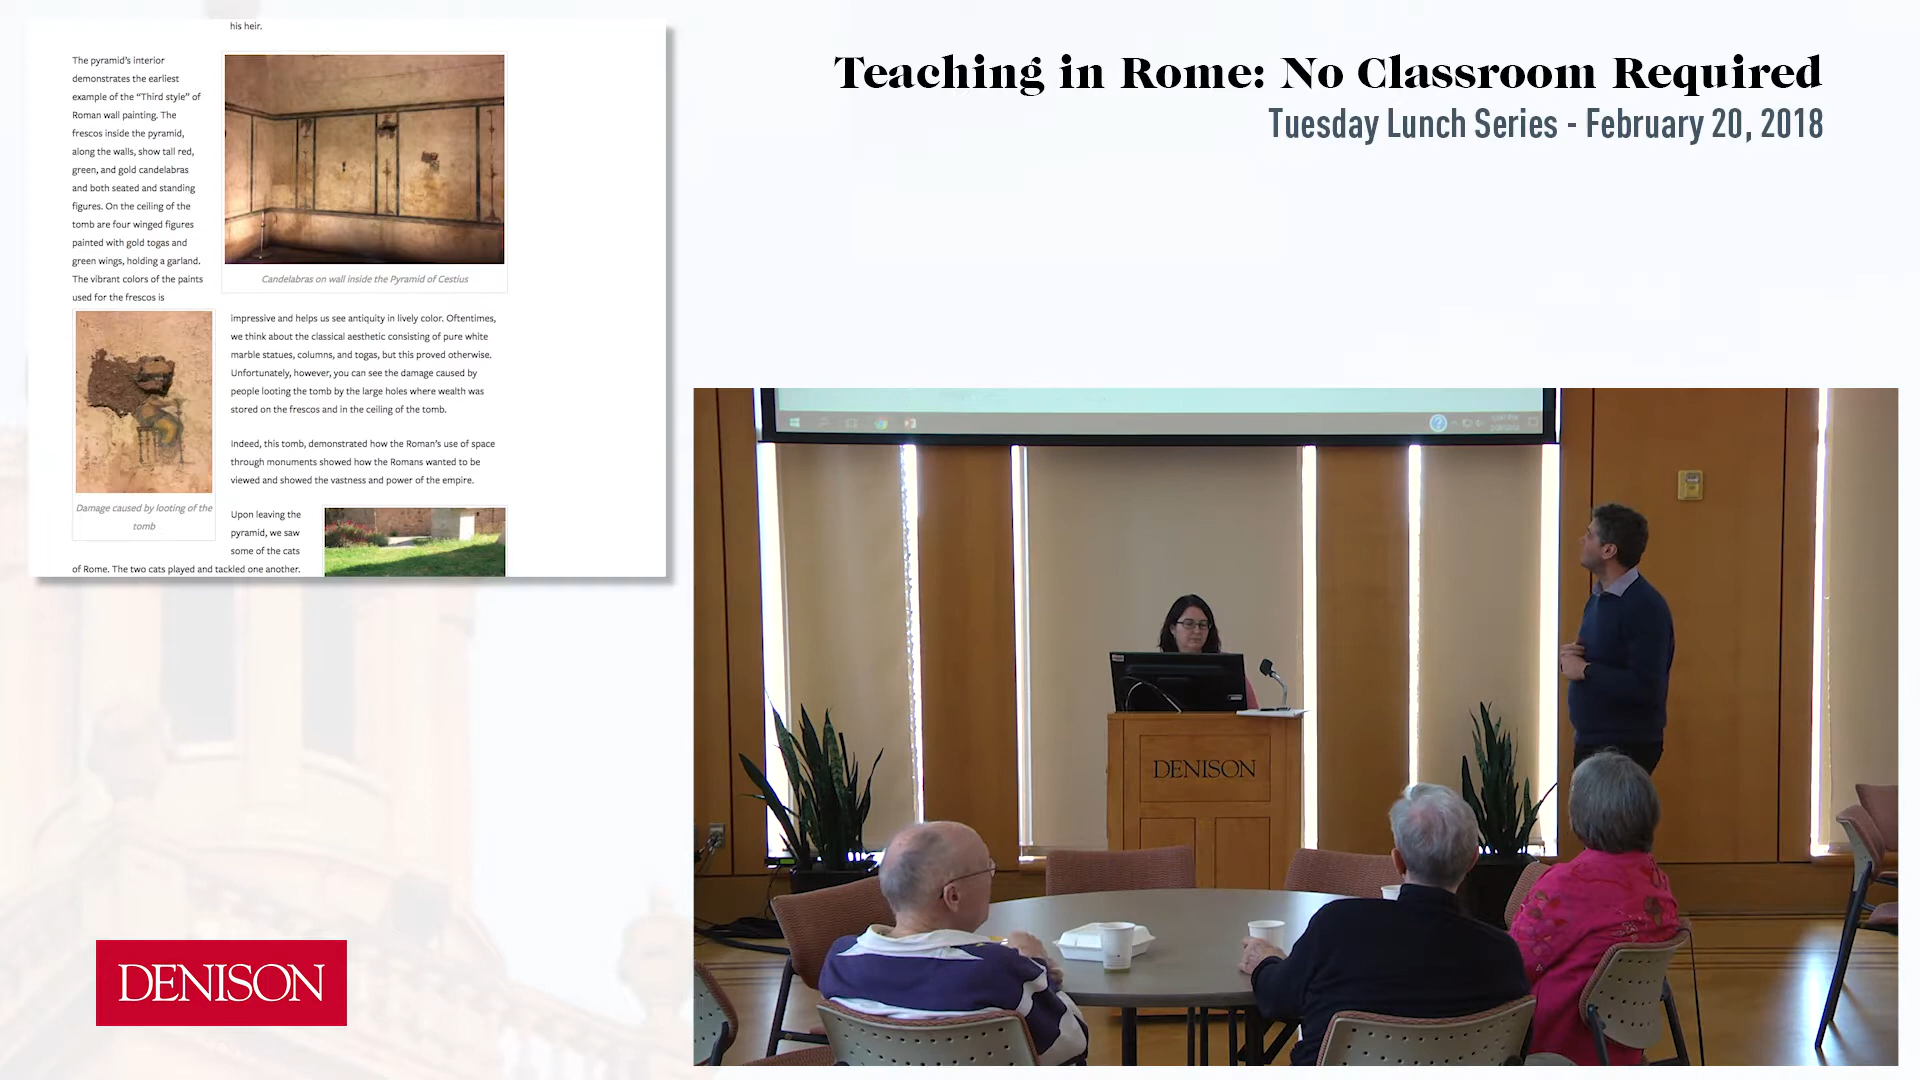 his heir.
The pyramid's interior
demonstrates the earliest
example of the "Third style" of
Roman wall painting. The
frescos inside the pyramid,
along the walls, show tall red,
green, and gold candelabras
and both seated and standing
figures. On the ceiling of the
tomb are four winged figures
painted with gold togas and
green wings, holding a garland.
The vibrant colors of the paints
used for the frescos is
Candelabras on wall inside the Pyramid of Cestius
impressive and helps us see antiquity in lively color. Oftentimes,
we think about the classical aesthetic consisting of pure white
marble statues, columns, and togas, but this proved otherwise.
Unfortunately, however, you can see the damage caused by
people looting the tomb by the large holes where wealth was
stored on the frescos and in the ceiling of the tomb.
Damage caused by looting of the
tomb
Indeed, this tomb, demonstrated how the Roman's use of space
through monuments showed how the Romans wanted to be
viewed and showed the vastness and power of the empire.
Upon leaving the
pyramid, we saw
some of the cats
of Rome. The two cats played and tackled one another.
Teaching in Rome: No Classroom Required
Tuesday Lunch Series - February 20, 2018
DENISON
DENISON